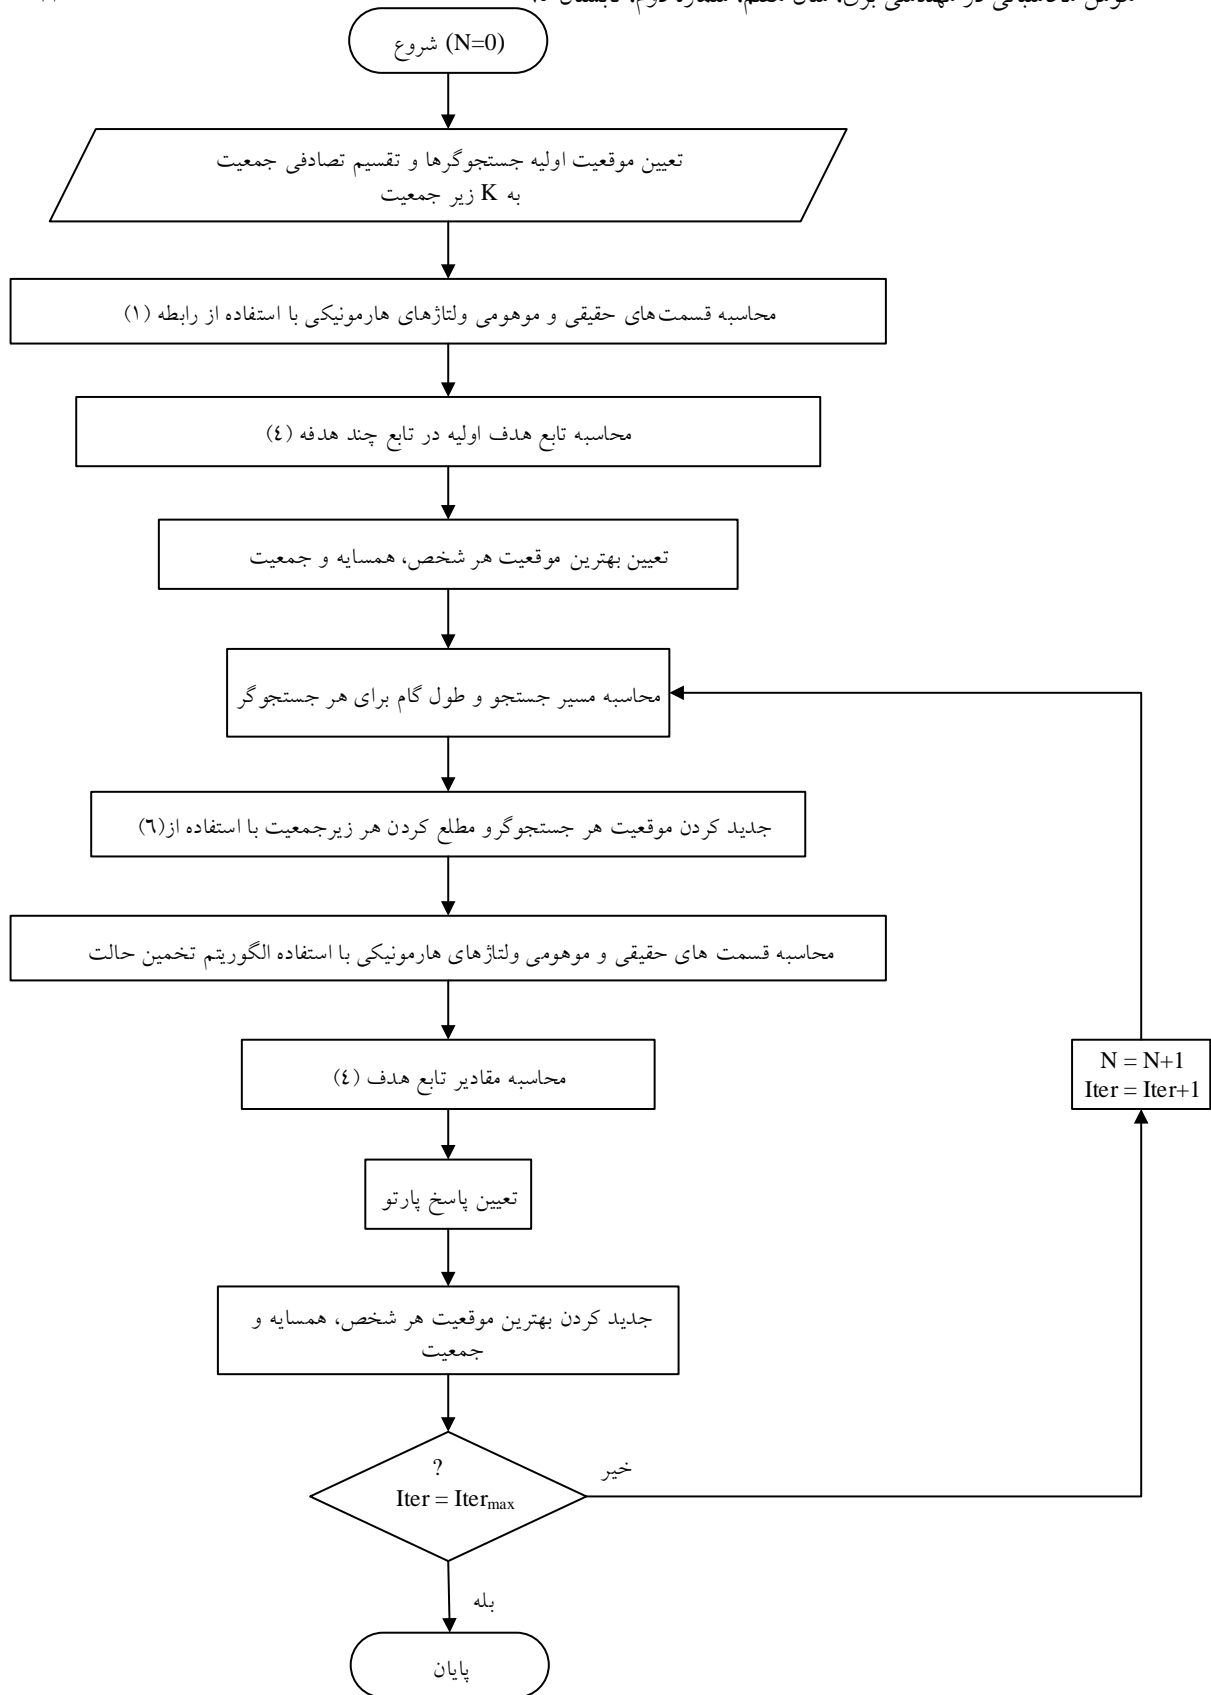 شروع (N=0)
تعیین موقعیت اولیه جستجوگرها و تقسیم تصادفی جمعیت
به K زیر جمعیت
محاسبه قسمت‌های حقیقی و موهومی ولتاژهای هارمونیکی با استفاده از رابطه (۱)
محاسبه تابع هدف اولیه در تابع چند هدفه (٤)
تعیین بهترین موقعیت هر شخص، همسایه و جمعیت
محاسبه مسیر جستجو و طول گام برای هر جستجوگر
جدید کردن موقعیت هر جستجوگر و مطلع کردن هر زیرجمعیت با استفاده از(٦)
محاسبه قسمت های حقیقی و موهومی ولتاژهای هارمونیکی با استفاده الگوریتم تخمین حالت
محاسبه مقادیر تابع هدف (٤)
N = N+1
Iter = Iter+1
تعیین پاسخ پارتو
جدید کردن بهترین موقعیت هر شخص، همسایه و
جمعیت
?
Iter = Itermax
خیر
بله
پایان